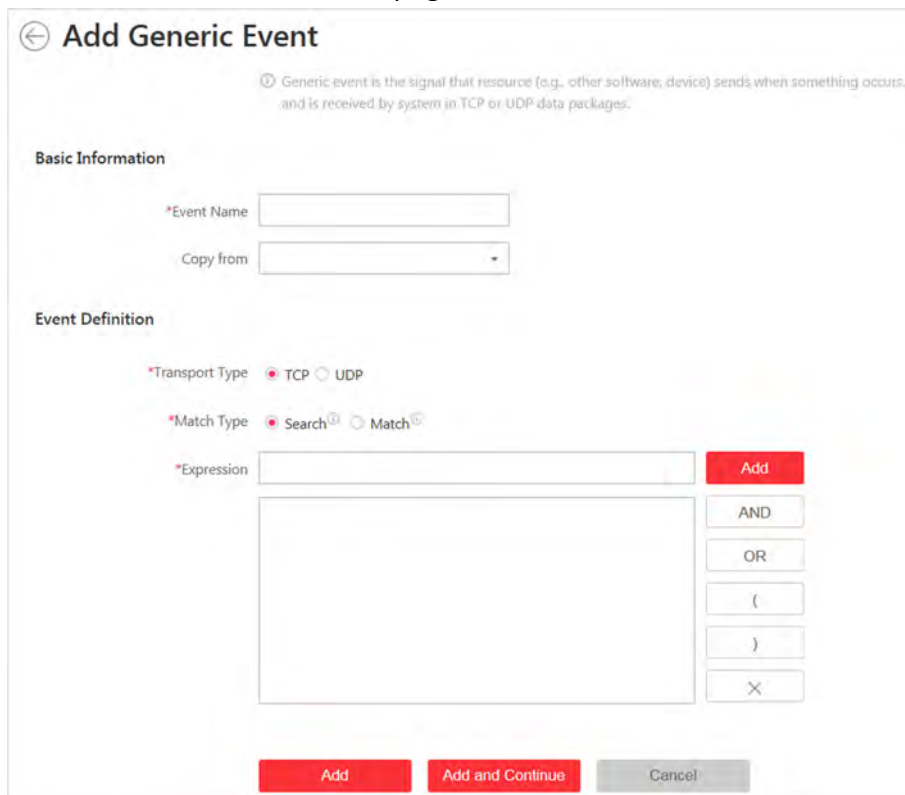 Add Generic Event
Generic event is the signal that resource (e.g., other software, device) sends when something occurs,
and is received by system in TCP or UDP data packages.
Basic Information
*Event Name
Copy from
Event Definition
*Transport Type TCP UDP
*Match Type Search Match
*Expression Add
AND
OR
(
)
×
Add Add and Continue Cancel